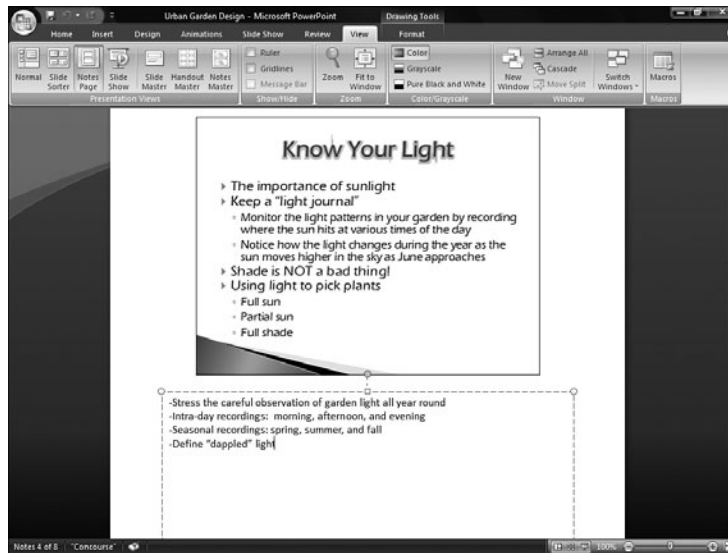 Urban Garden Design - Microsoft PowerPoint
Drawing Tools
Home Insert Design Animations Slide Show Review View Format
Normal Slide Sorter Notes Page Slide Show Slide Master Handout Master Notes Master
Presentation Views
Ruler
Gridlines
Message Bar
Show/Hide
Zoom Fit to Window
Zoom
Color
Grayscale
Pure Black and White
Color/Grayscale
New Window
Arrange All
Cascade
Move Split
Switch Windows
Window
Macros
Macros
Know Your Light
The importance of sunlight
Keep a "light journal"
Monitor the light patterns in your garden by recording
where the sun hits at various times of the day
Notice how the light changes during the year as the
sun moves higher in the sky as June approaches
Shade is NOT a bad thing!
Using light to pick plants
Full sun
Partial sun
Full shade
-Stress the careful observation of garden light all year round
-Intra-day recordings: morning, afternoon, and evening
-Seasonal recordings: spring, summer, and fall
-Define "dappled" light
Notes 4 of 8 "Concourse" 100%